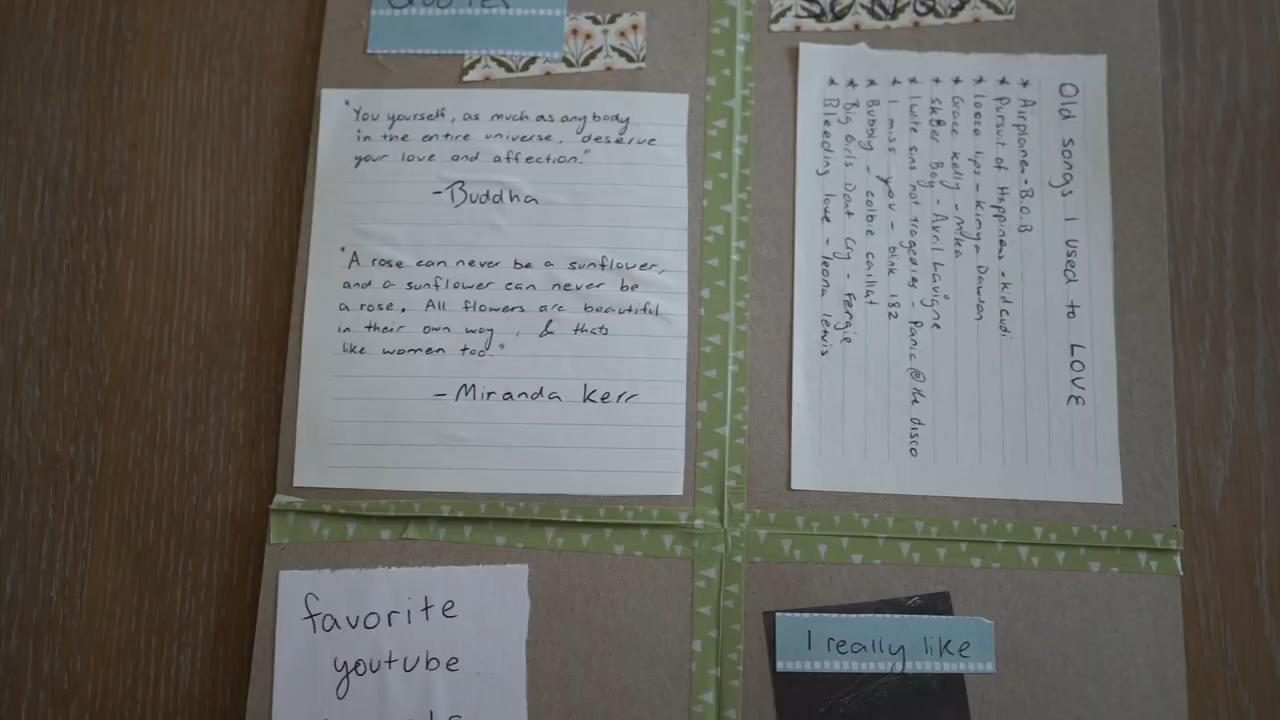 Quotes
"You yourself, as much as any body
in the entire universe, deserve
your love and affection."
-Buddha
"A rose can never be a sunflower,
and a sunflower can never be
a rose. All flowers are beautiful
in their own way, & thats
like women too."
- Miranda Kerr
SONGS
Old songs I used to LOVE
* Airplanes - B.o.B
* Pursuit of Happiness - kid cudi
* loose lips - Kimya Dawson
* Grace kelly - Mika
* sk8er Boy - Avril Lavigne
* I write sins not tragedies - Panic @ the disco
* I miss you - blink 182
* Bubbly - colbie caillat
* Big Girls Dont Cry - Fergie
* Bleeding love - leona lewis
favorite
youtube
I really like